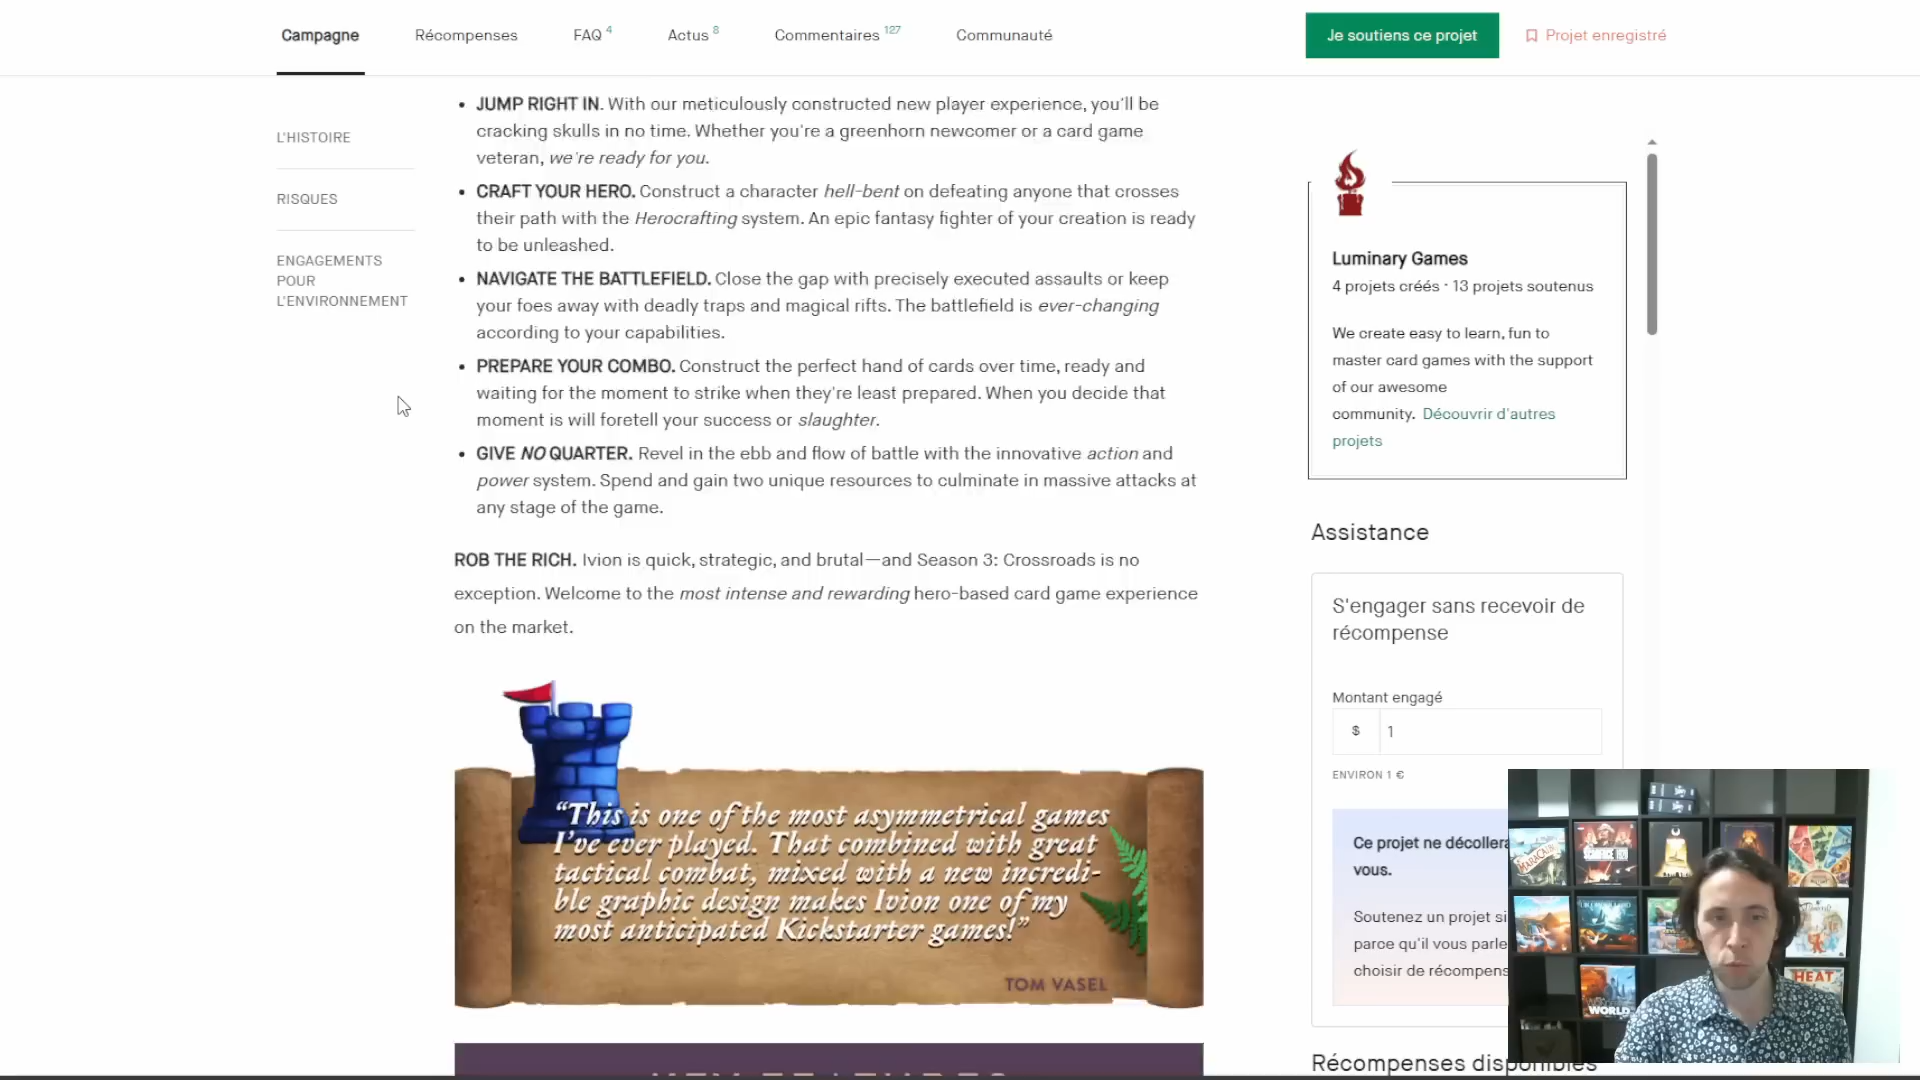 Campagne
Récompenses
FAQ 4
Actus 8
Commentaires 127
Communauté
Je soutiens ce projet
Projet enregistré
L'HISTOIRE
RISQUES
ENGAGEMENTS
POUR
L'ENVIRONNEMENT
• JUMP RIGHT IN. With our meticulously constructed new player experience, you'll be
cracking skulls in no time. Whether you're a greenhorn newcomer or a card game
veteran, we're ready for you.
• CRAFT YOUR HERO. Construct a character hell-bent on defeating anyone that crosses
their path with the Herocrafting system. An epic fantasy fighter of your creation is ready
to be unleashed.
• NAVIGATE THE BATTLEFIELD. Close the gap with precisely executed assaults or keep
your foes away with deadly traps and magical rifts. The battlefield is ever-changing
according to your capabilities.
• PREPARE YOUR COMBO. Construct the perfect hand of cards over time, ready and
waiting for the moment to strike when they're least prepared. When you decide that
moment is will foretell your success or slaughter.
• GIVE NO QUARTER. Revel in the ebb and flow of battle with the innovative action and
power system. Spend and gain two unique resources to culminate in massive attacks at
any stage of the game.
ROB THE RICH. Ivion is quick, strategic, and brutal—and Season 3: Crossroads is no
exception. Welcome to the most intense and rewarding hero-based card game experience
on the market.
“This is one of the most asymmetrical games
I've ever played. That combined with great
tactical combat, mixed with a new incredi-
ble graphic design makes Ivion one of my
most anticipated Kickstarter games!”
TOM VASEL
Luminary Games
4 projets créés · 13 projets soutenus
We create easy to learn, fun to
master card games with the support
of our awesome
community. Découvrir d'autres
projets
Assistance
S'engager sans recevoir de
récompense
Montant engagé
$ 1
ENVIRON 1 €
Ce projet ne décollera
vous.
Soutenez un projet si
parce qu'il vous parle
choisir de récompens
Récompenses disponibles
MARACAIBO
WORLD
HEAT